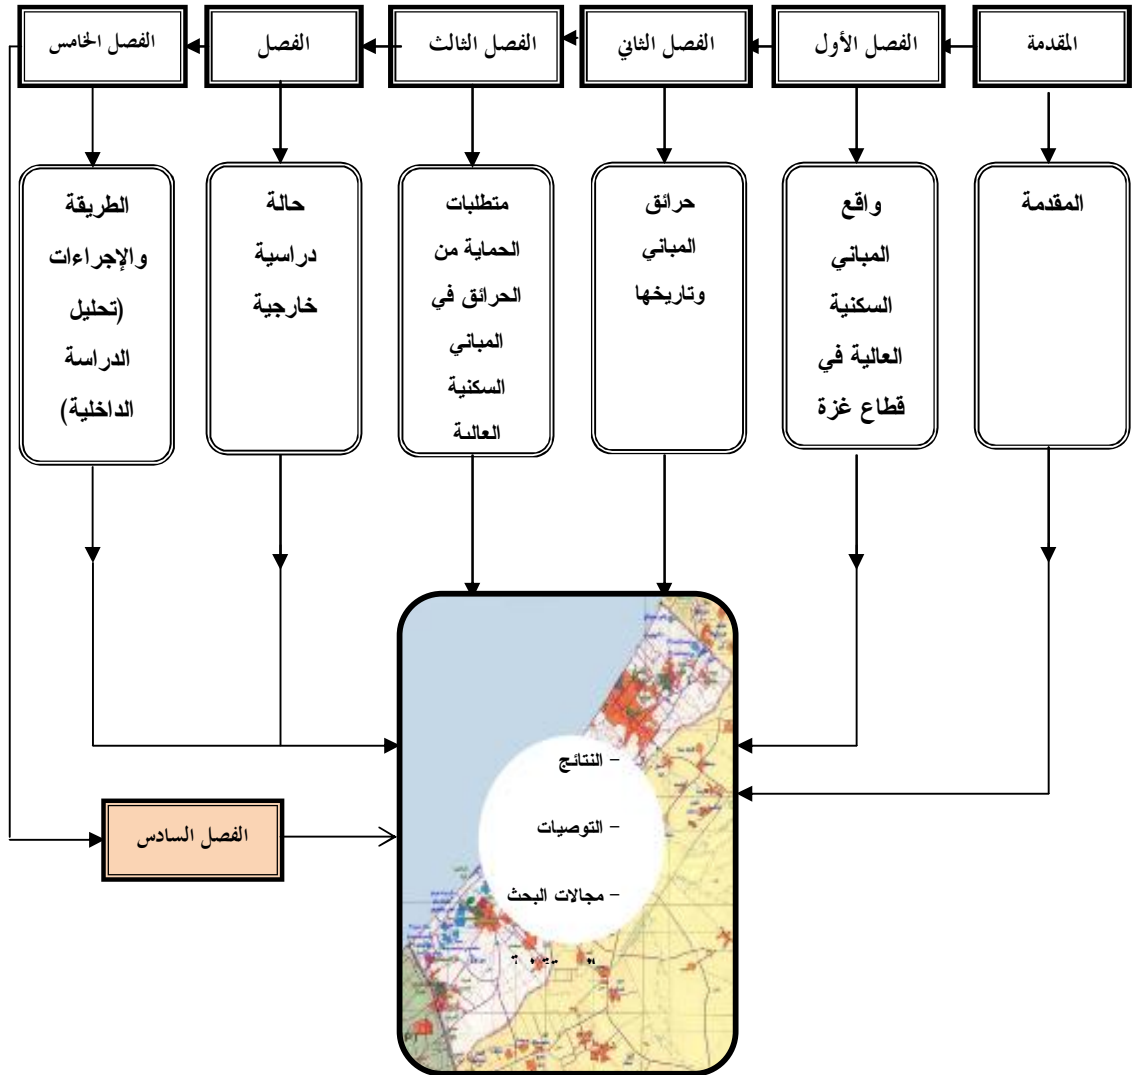 المقدمة
الفصل الأول
الفصل الثاني
الفصل الثالث
الفصل
الفصل الخامس
المقدمة
واقع
المباني
السكنية
العالية في
قطاع غزة
حرائق
المباني
وتاريخها
متطلبات
الحماية من
الحرائق في
المباني
السكنية
العالية
حالة
دراسية
خارجية
الطريقة
والإجراءات
(تحليل
الدراسة
الداخلية)
- النتائج
- التوصيات
- مجالات البحث
الفصل السادس